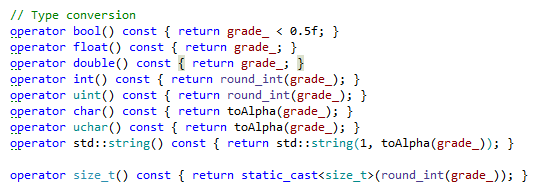 // Type conversion
operator bool() const { return grade_ < 0.5f; }
operator float() const { return grade_; }
operator double() const { return grade_; }
operator int() const { return round_int(grade_); }
operator uint() const { return round_int(grade_); }
operator char() const { return toAlpha(grade_); }
operator uchar() const { return toAlpha(grade_); }
operator std::string() const { return std::string(1, toAlpha(grade_)); }
operator size_t() const { return static_cast<size_t>(round_int(grade_)); }